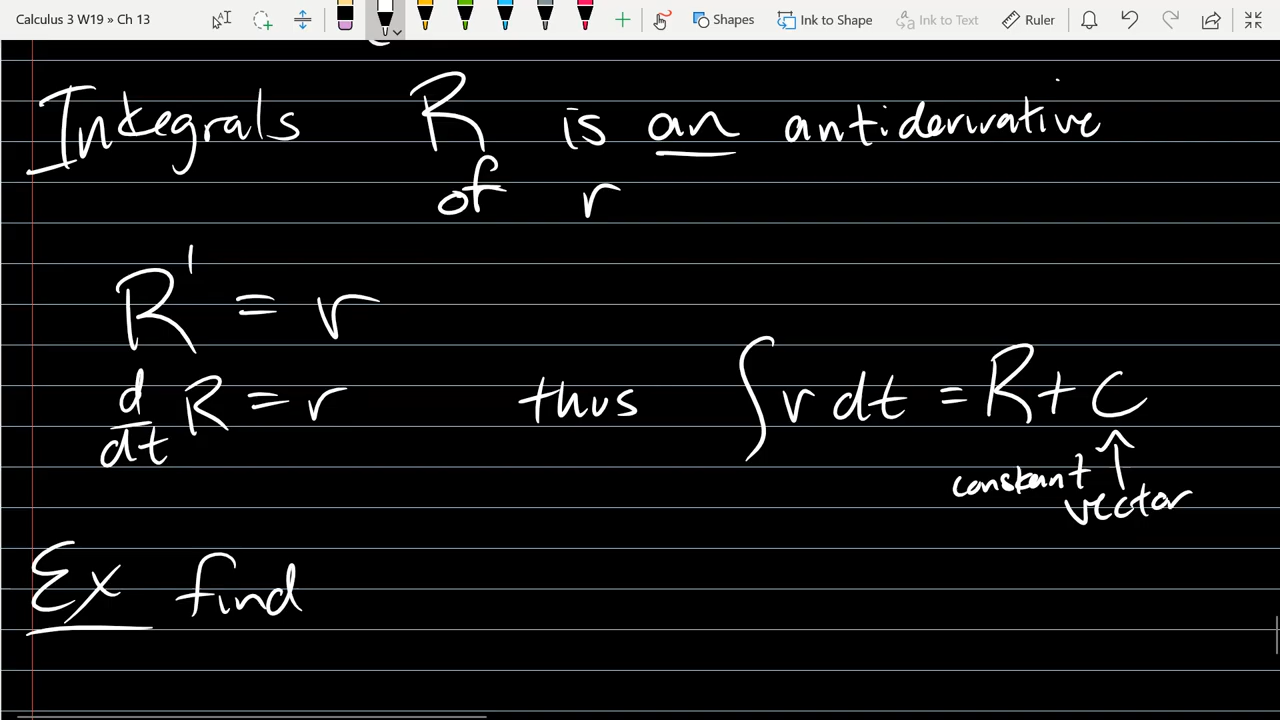 Calculus 3 W19 » Ch 13 Shapes Ink to Shape Ink to Text Ruler
Integrals R is an antiderivative
of r
R' = r
d/dt R = r thus ∫ r dt = R + C
constant
vector
Ex find